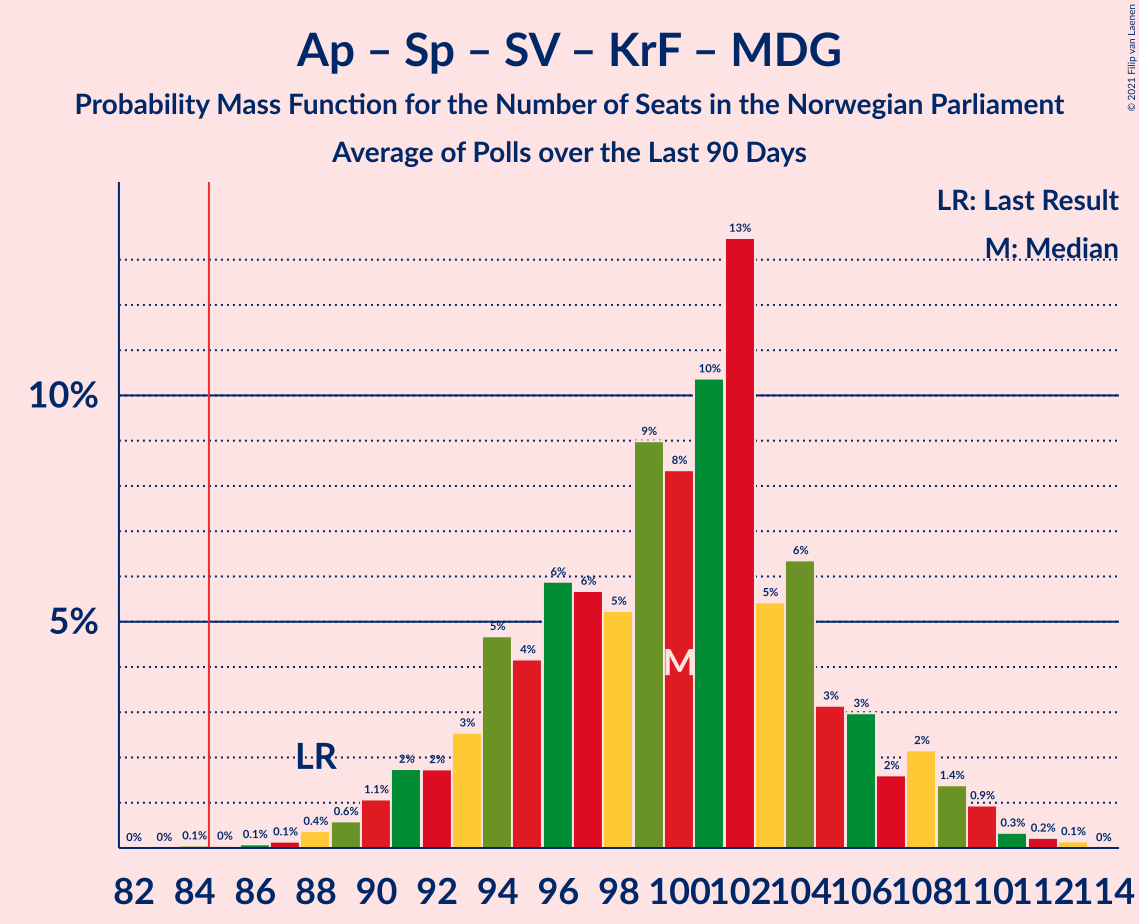 Ap – Sp – SV – KrF – MDG
Probability Mass Function for the Number of Seats in the Norwegian Parliament
Average of Polls over the Last 90 Days
© 2021 Filip van Laenen
LR: Last Result
M: Median
10%
5%
0% 0% 0.1% 0% 0.1% 0.1% 0.4% 0.6% 1.1% 2% 2% 3% 5% 4% 6% 6% 5% 9% 8% 10% 13% 5% 6% 3% 3% 2% 2% 1.4% 0.9% 0.3% 0.2% 0.1% 0%
LR
M
82 84 86 88 90 92 94 96 98 100 102 104 106 108 110 112 114